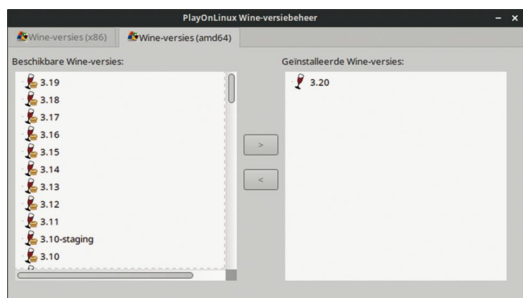 PlayOnLinux Wine-versiebeheer
Wine-versies (x86)
Wine-versies (amd64)
Beschikbare Wine-versies:
3.19
3.18
3.17
3.16
3.15
3.14
3.13
3.12
3.11
3.10-staging
3.10
>
<
Geïnstalleerde Wine-versies:
3.20